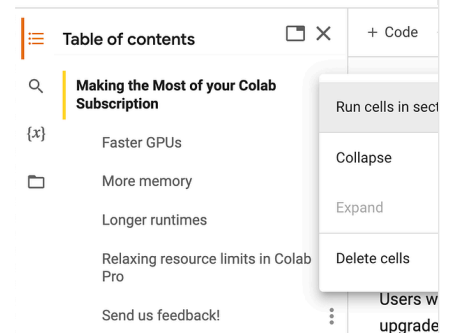 Table of contents
+ Code
Making the Most of your Colab
Subscription
Run cells in sect
{x}
Faster GPUs
Collapse
More memory
Expand
Longer runtimes
Relaxing resource limits in Colab
Pro
Delete cells
Send us feedback!
Users w
upgrade